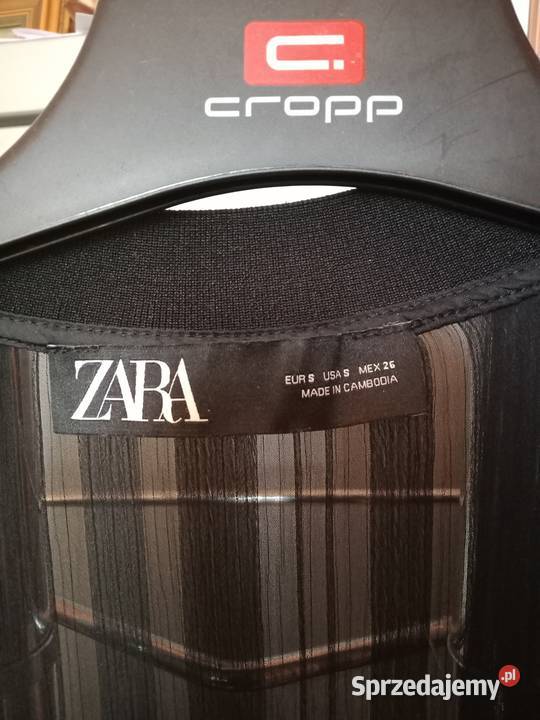 cropp
ZARA
EUR S USA S MEX 26
MADE IN CAMBODIA
Sprzedajemy.pl